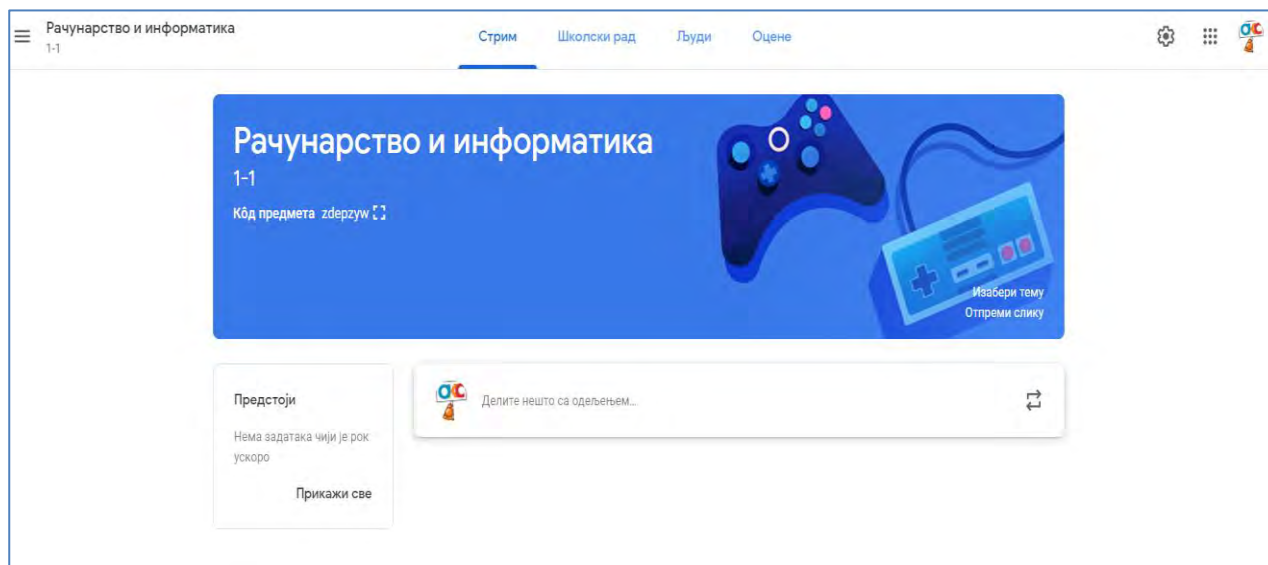 Рачунарство и информатика
1-1
Стрим Школски рад Људи Оцене
Рачунарство и информатика
1-1
Кôд предмета zdepzyw
Изабери тему
Отпреми слику
Предстоји
Нема задатака чији је рок
ускоро
Прикажи све
Делите нешто са одељењем...